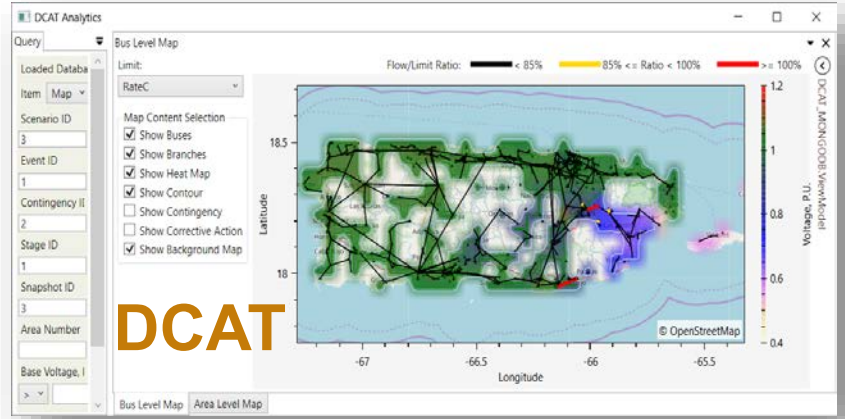 DCAT Analytics
Query
Bus Level Map
Loaded Databa
Item Map
Scenario ID
3
Event ID
1
Contingency II
2
Stage ID
1
Snapshot ID
3
Area Number
Base Voltage, I
>
Limit:
RateC
Map Content Selection
Show Buses
Show Branches
Show Heat Map
Show Contour
Show Contingency
Show Corrective Action
Show Background Map
DCAT
Flow/Limit Ratio: < 85% 85% <= Ratio < 100% >= 100%
Latitude
18.5
18
-67 -66.5 -66 -65.5
Longitude
© OpenStreetMap
1.2
1
0.8
0.6
0.4
Voltage, P.U.
DCAT_MONGODB.ViewModel
Bus Level Map Area Level Map